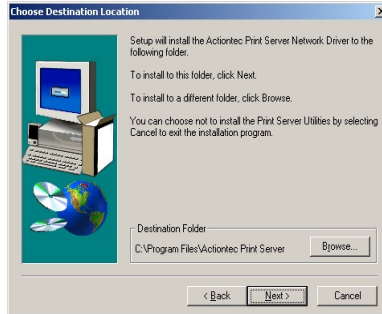 Choose Destination Location
Setup will install the Actiontec Print Server Network Driver to the
following folder.
To install to this folder, click Next.
To install to a different folder, click Browse.
You can choose not to install the Print Server Utilities by selecting
Cancel to exit the installation program.
Destination Folder
C:\Program Files\Actiontec Print Server
Browse...
< Back
Next >
Cancel